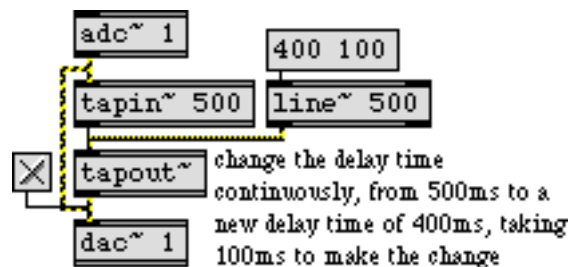 adc~ 1
400 100
tapin~ 500
line~ 500
tapout~
change the delay time
continuously, from 500ms to a
new delay time of 400ms, taking
100ms to make the change
dac~ 1